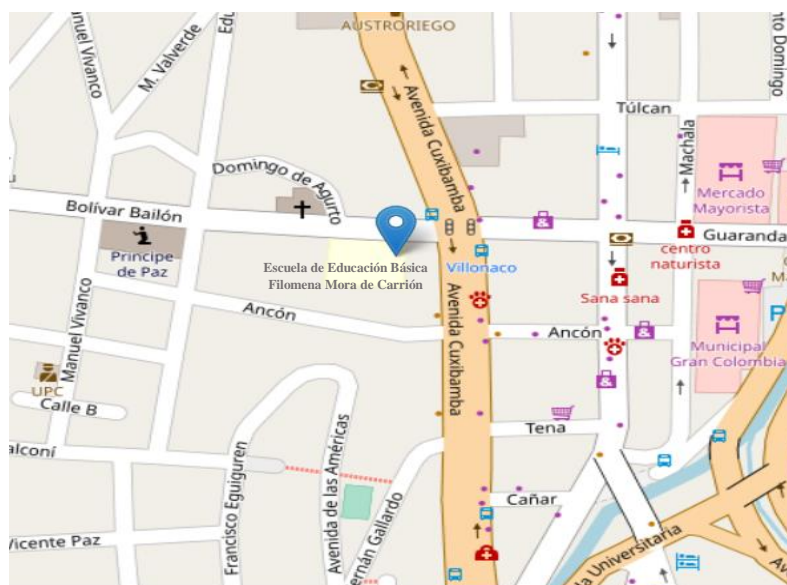 AUSTRORIEGO
Manuel Vivanco
M. Valverde
Avenida Cuxibamba
Túlcan
Machala
Domingo
Mercado
Mayorista
Domingo de Agurto
Bolívar Bailón
Guaranda
Principe
de Paz
centro
naturista
Villonaco
Escuela de Educación Básica
Filomena Mora de Carrión
Sana sana
Ancón
Ancón
Municipal
Gran Colombia
P
Manuel Vivanco
Avenida Cuxibamba
UPC
Calle B
Tena
Francisco Eguiguren
Avenida de las Américas
Cañar
Vicente Paz
Universitaria